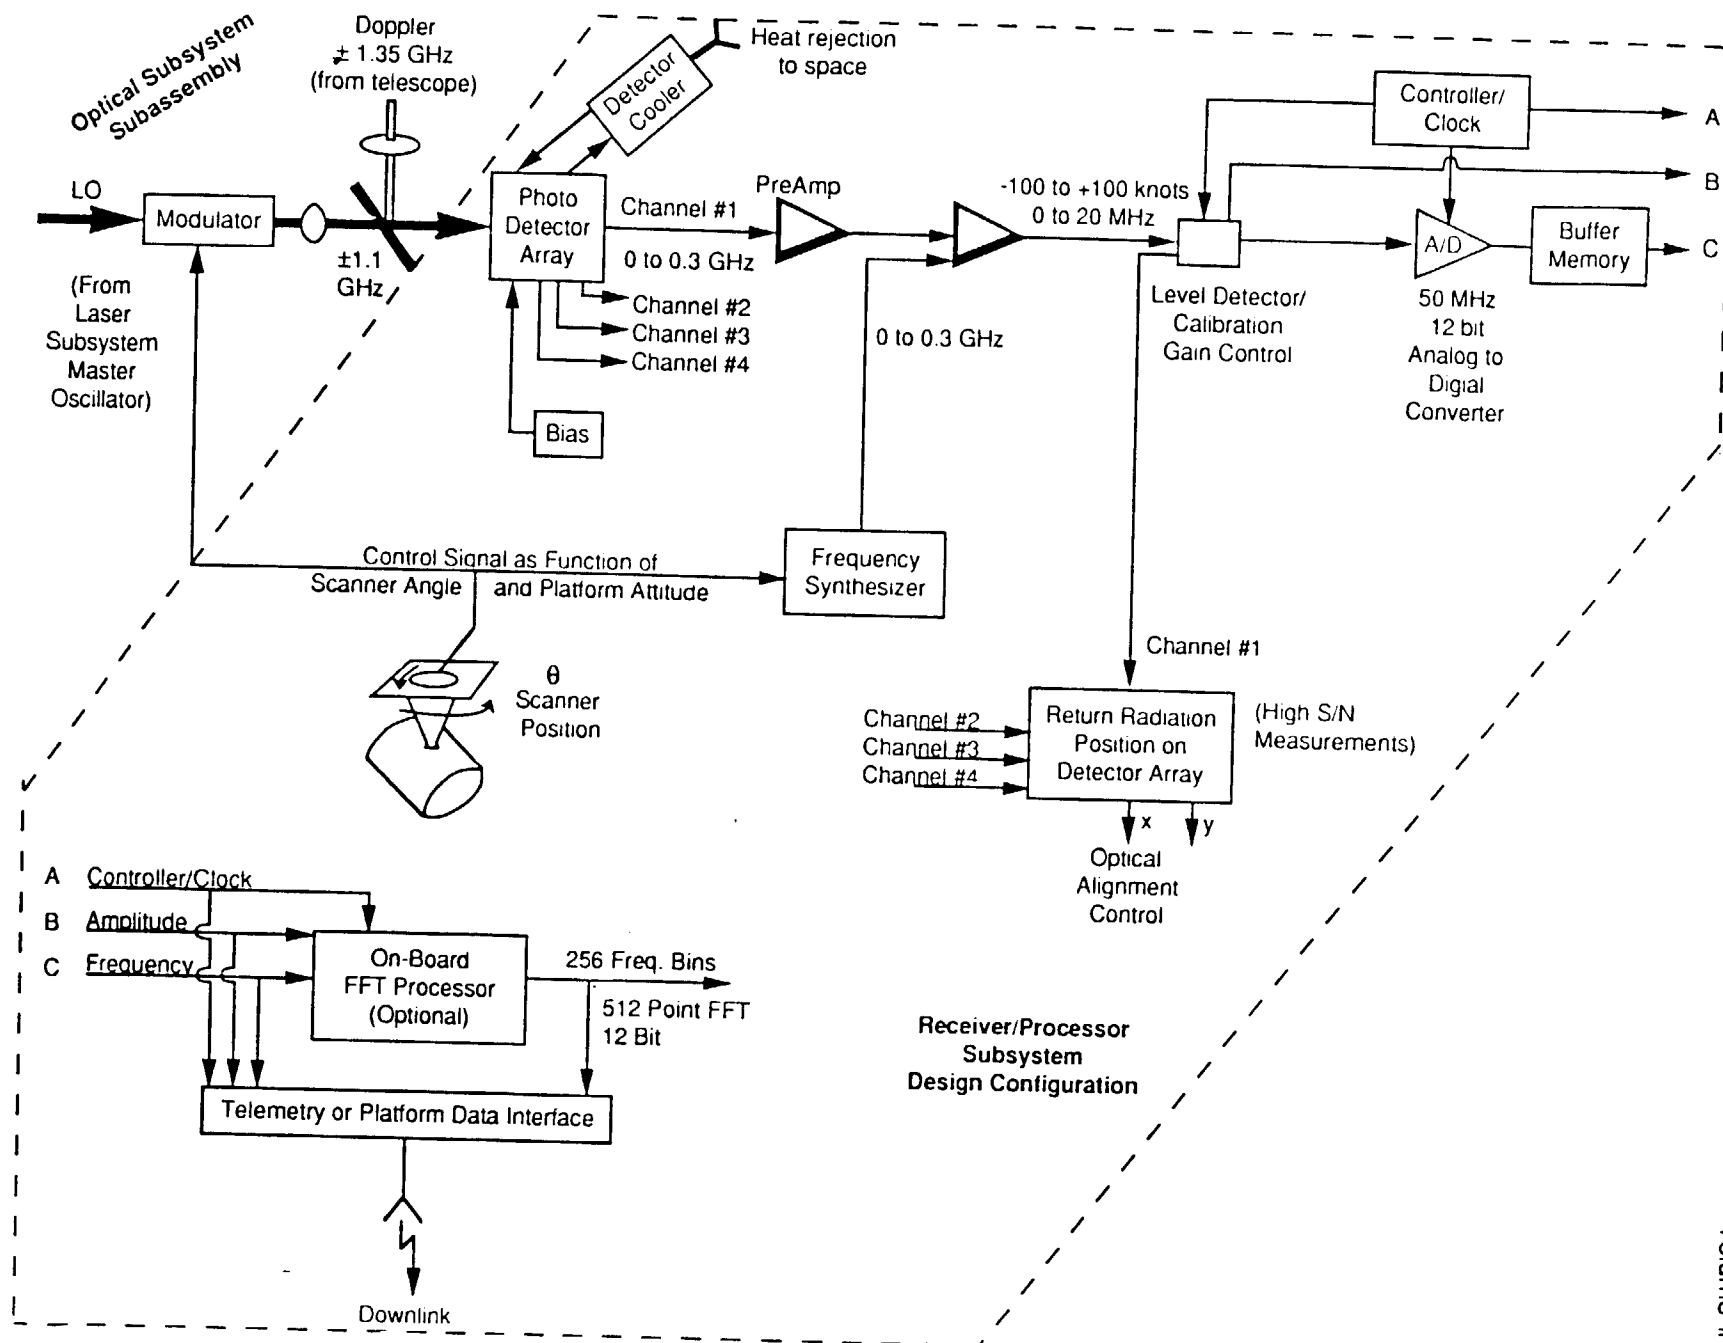 Optical Subsystem
Subassembly
Doppler
± 1.35 GHz
(from telescope)
Heat rejection
to space
Detector
Cooler
Controller/
Clock
A
B
C
LO
Modulator
±1.1
GHz
(From
Laser
Subsystem
Master
Oscillator)
Photo
Detector
Array
Channel #1
0 to 0.3 GHz
Channel #2
Channel #3
Channel #4
Bias
PreAmp
0 to 0.3 GHz
-100 to +100 knots
0 to 20 MHz
Level Detector/
Calibration
Gain Control
A/D
50 MHz
12 bit
Analog to
Digial
Converter
Buffer
Memory
Control Signal as Function of
Scanner Angle and Platform Attitude
Frequency
Synthesizer
θ
Scanner
Position
Channel #1
Channel #2
Channel #3
Channel #4
Return Radiation
Position on
Detector Array
(High S/N
Measurements)
x
y
Optical
Alignment
Control
A Controller/Clock
B Amplitude
C Frequency
On-Board
FFT Processor
(Optional)
256 Freq. Bins
512 Point FFT
12 Bit
Telemetry or Platform Data Interface
Downlink
Receiver/Processor
Subsystem
Design Configuration